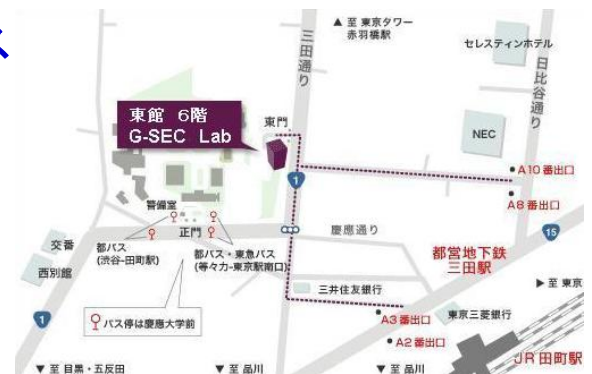 ス
▲ 至 東京タワー
赤羽橋駅
セレスティンホテル
三田通り
日比谷通り
東館 6階
G-SEC Lab
東門
NEC
A10 番出口
A8 番出口
1
警備室
正門
慶應通り
15
交番
西別館
都バス
(渋谷-田町駅)
都バス・東急バス
(等々力-東京駅南口)
都営地下鉄
三田駅
▶ 至 東京
三井住友銀行
1
バス停は慶應大学前
A3 番出口
東京三菱銀行
A2 番出口
JR 田町駅
▼ 至 目黒・五反田
▼ 至 品川
▼ 至 品川